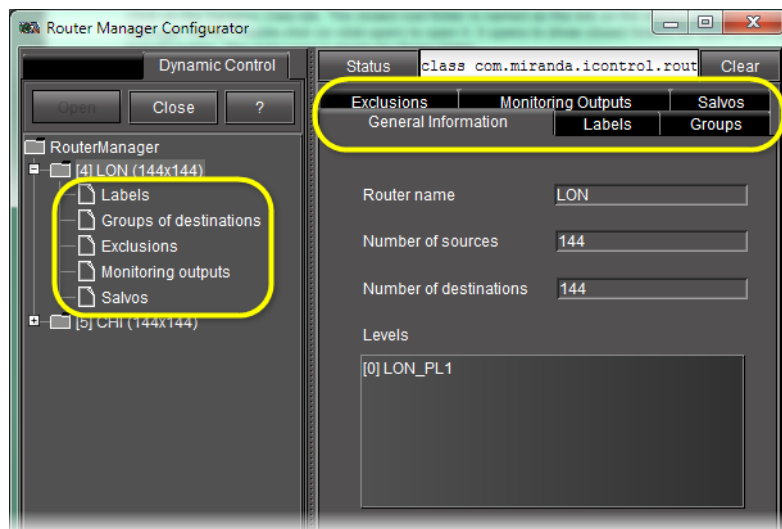 Router Manager Configurator
Dynamic Control
Open
Close
?
RouterManager
[4] LON (144x144)
Labels
Groups of destinations
Exclusions
Monitoring outputs
Salvos
[5] CHI (144x144)
Status
class com.miranda.icontrol.rout
Clear
Exclusions
Monitoring Outputs
Salvos
General Information
Labels
Groups
Router name
LON
Number of sources
144
Number of destinations
144
Levels
[0] LON_PL1